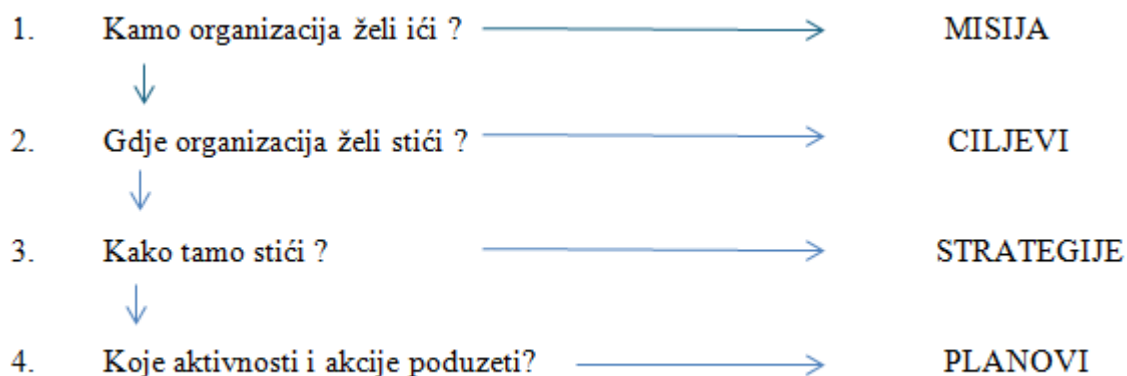 1. Kamo organizacija želi ići ? MISIJA
2. Gdje organizacija želi stići ? CILJEVI
3. Kako tamo stići ? STRATEGIJE
4. Koje aktivnosti i akcije poduzeti? PLANOVI